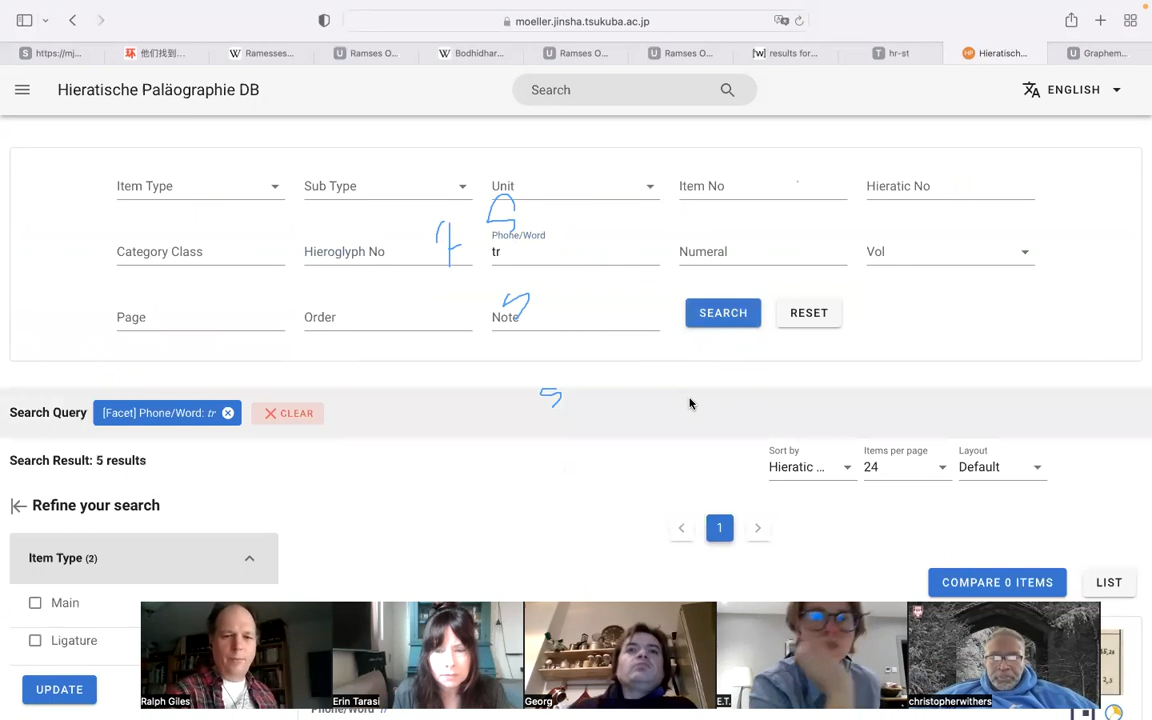 moeller.jinsha.tsukuba.ac.jp
https://mj...
他们找到...
Ramesses...
Ramses O...
Bodhidhar...
Ramses O...
Ramses O...
[w] results for...
hr-st
Hieratisch...
Graphem...
Hieratische Paläographie DB
Search
ENGLISH
Item Type
Sub Type
Unit
Item No
Hieratic No
Category Class
Hieroglyph No
Phone/Word
tr
Numeral
Vol
Page
Order
Note
SEARCH
RESET
Search Query
[Facet] Phone/Word: tr
CLEAR
Search Result: 5 results
Sort by
Hieratic ...
Items per page
24
Layout
Default
Refine your search
1
Item Type (2)
COMPARE 0 ITEMS
LIST
Main
Ligature
UPDATE
Ralph Giles
Erin Tarasi
Georg
E.T.
christopherwithers